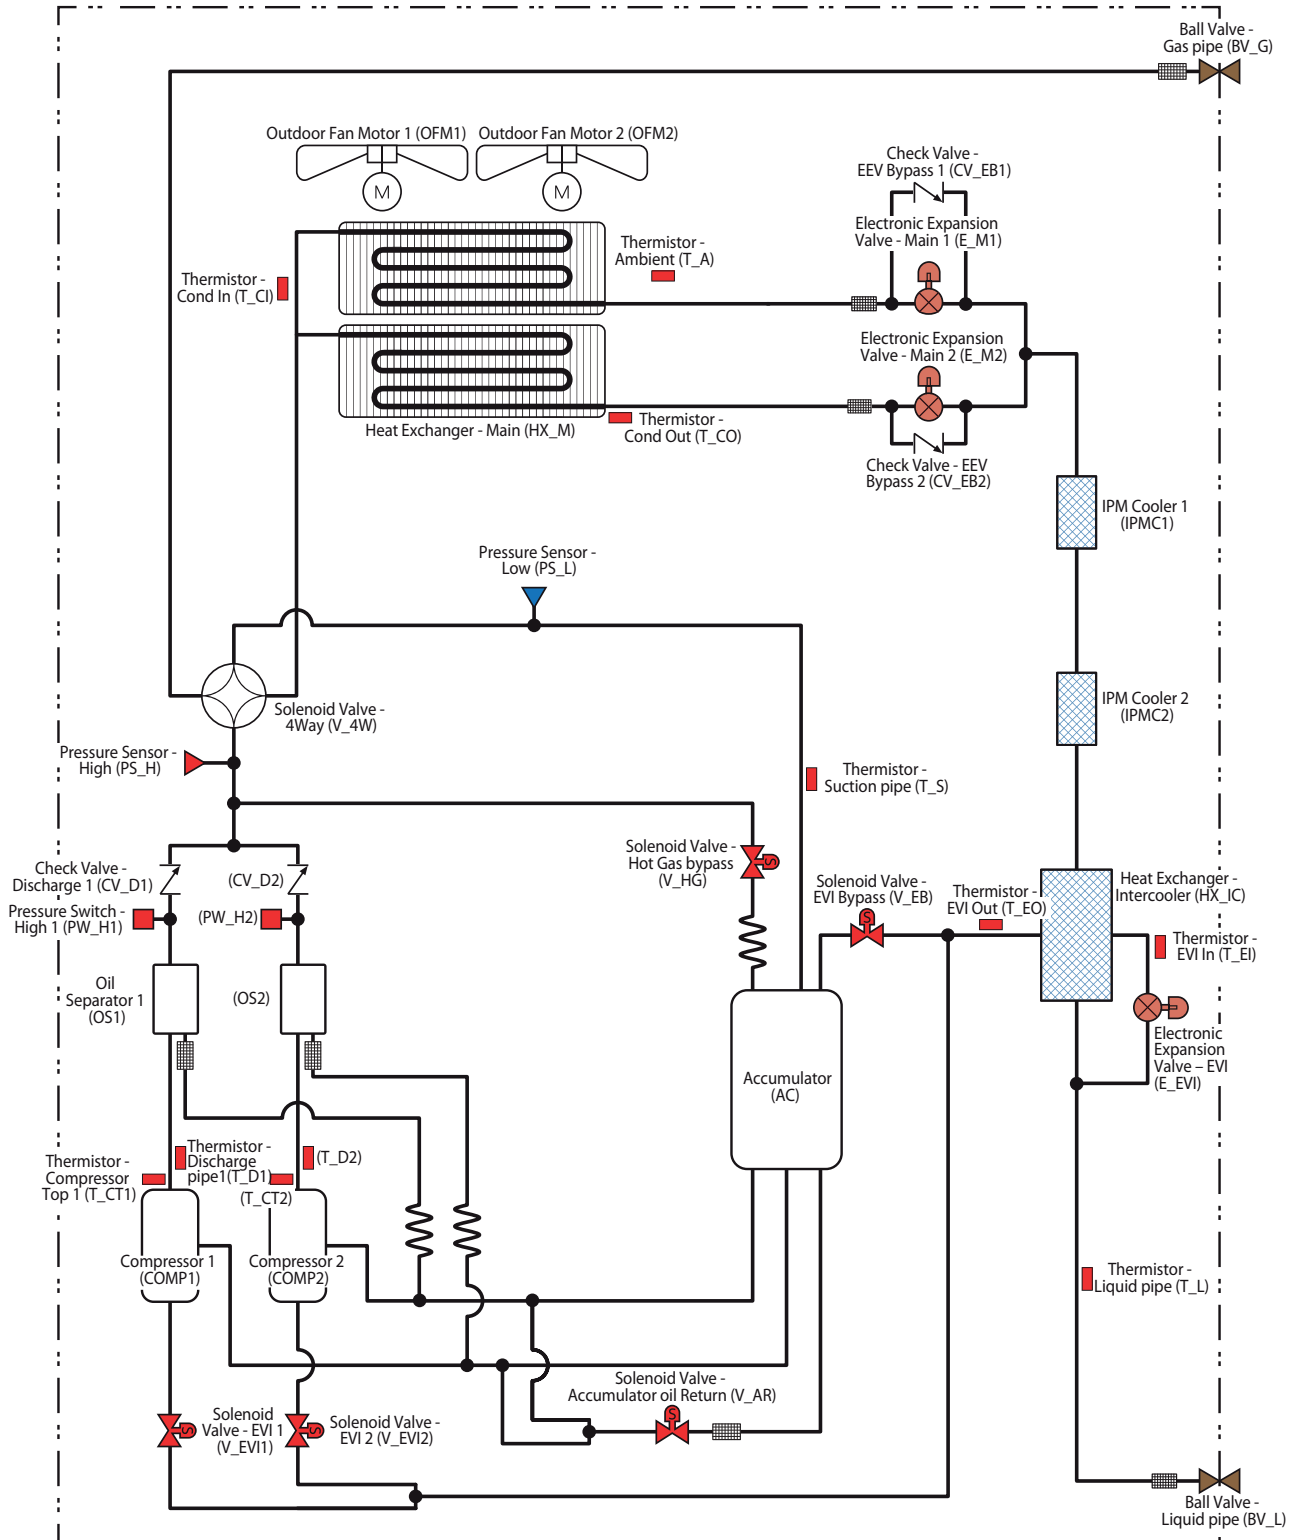 Ball Valve -
Gas pipe (BV_G)
Outdoor Fan Motor 1 (OFM1)
Outdoor Fan Motor 2 (OFM2)
M
M
Check Valve -
EEV Bypass 1 (CV_EB1)
Electronic Expansion
Valve - Main 1 (E_M1)
Thermistor -
Ambient (T_A)
Thermistor -
Cond In (T_CI)
Electronic Expansion
Valve - Main 2 (E_M2)
Thermistor -
Cond Out (T_CO)
Heat Exchanger - Main (HX_M)
Check Valve - EEV
Bypass 2 (CV_EB2)
IPM Cooler 1
(IPMC1)
Pressure Sensor -
Low (PS_L)
IPM Cooler 2
(IPMC2)
Solenoid Valve -
4Way (V_4W)
Pressure Sensor -
High (PS_H)
Thermistor -
Suction pipe (T_S)
Solenoid Valve -
Hot Gas bypass
(V_HG)
S
Check Valve -
Discharge 1 (CV_D1)
(CV_D2)
Solenoid Valve -
EVI Bypass (V_EB)
S
Thermistor -
EVI Out (T_EO)
Heat Exchanger -
Intercooler (HX_IC)
Pressure Switch -
High 1 (PW_H1)
(PW_H2)
Thermistor -
EVI In (T_EI)
Oil
Separator 1
(OS1)
(OS2)
Electronic
Expansion
Valve – EVI
(E_EVI)
Accumulator
(AC)
Thermistor -
Discharge
pipe1(T_D1)
(T_D2)
Thermistor -
Compressor
Top 1 (T_CT1)
(T_CT2)
Compressor 1
(COMP1)
Compressor 2
(COMP2)
Thermistor -
Liquid pipe (T_L)
Solenoid Valve -
Accumulator oil Return (V_AR)
S
Solenoid
Valve - EVI 1
(V_EVI1)
S
Solenoid Valve -
EVI 2 (V_EVI2)
S
Ball Valve -
Liquid pipe (BV_L)